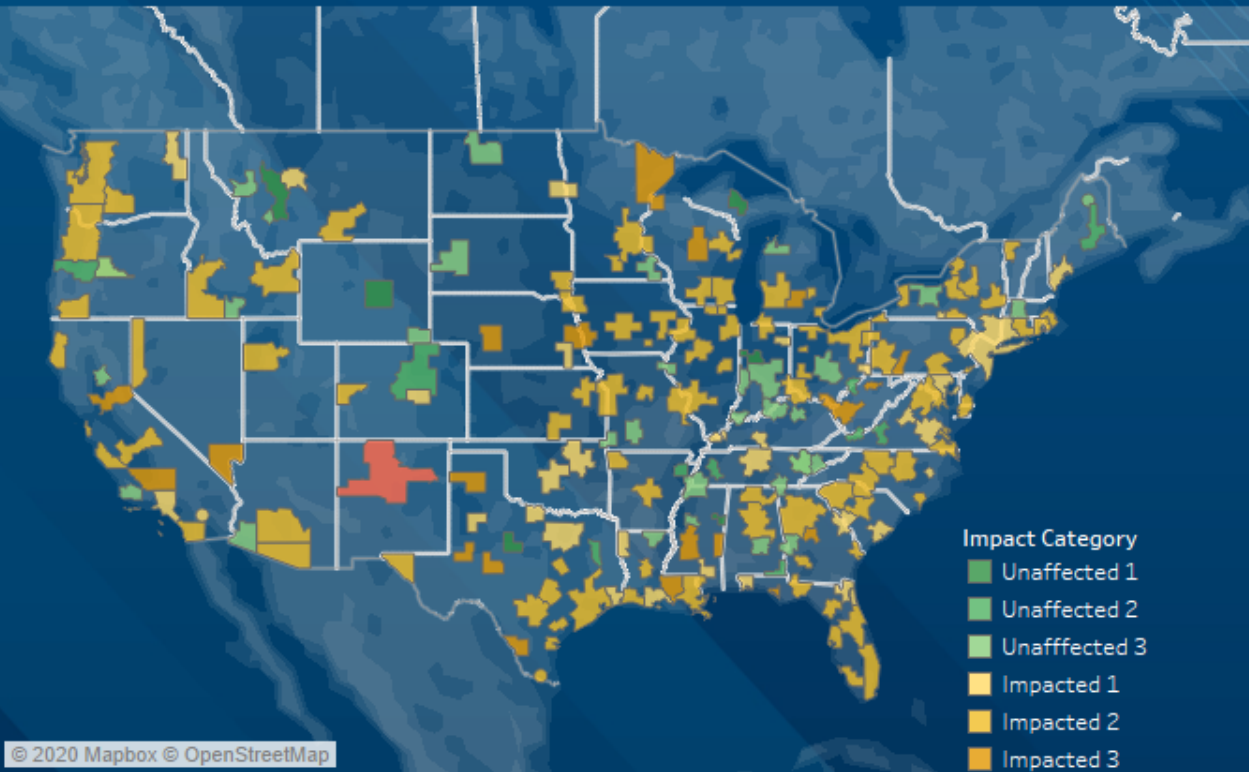 Impact Category
Unaffected 1
Unaffected 2
Unafffected 3
Impacted 1
Impacted 2
Impacted 3
© 2020 Mapbox © OpenStreetMap